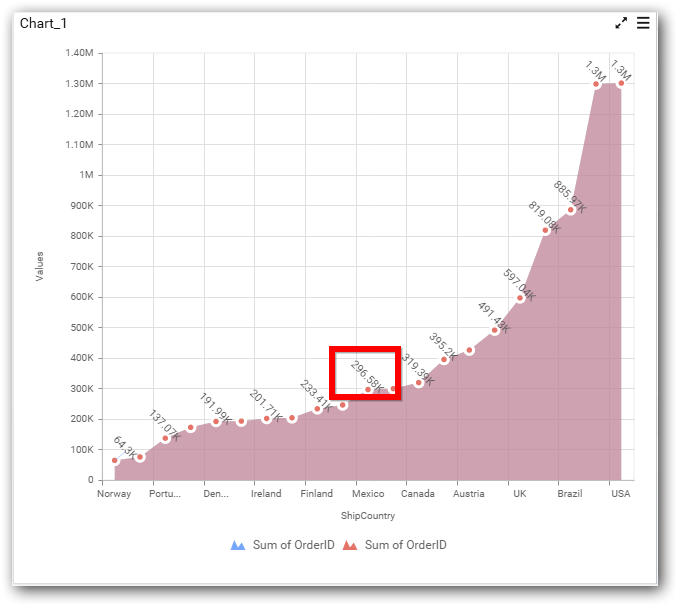 Chart_1
1.40M
1.30M
1.20M
1.10M
1M
900K
800K
700K
600K
500K
400K
300K
200K
100K
0
Values
64.3K
137.07K
191.99K
201.71K
233.41K
296.58K
319.39K
395.2K
491.43K
597.04K
819.08K
885.97K
1.3M
1.3M
Norway Portu... Den... Ireland Finland Mexico Canada Austria UK Brazil USA
ShipCountry
Sum of OrderID Sum of OrderID